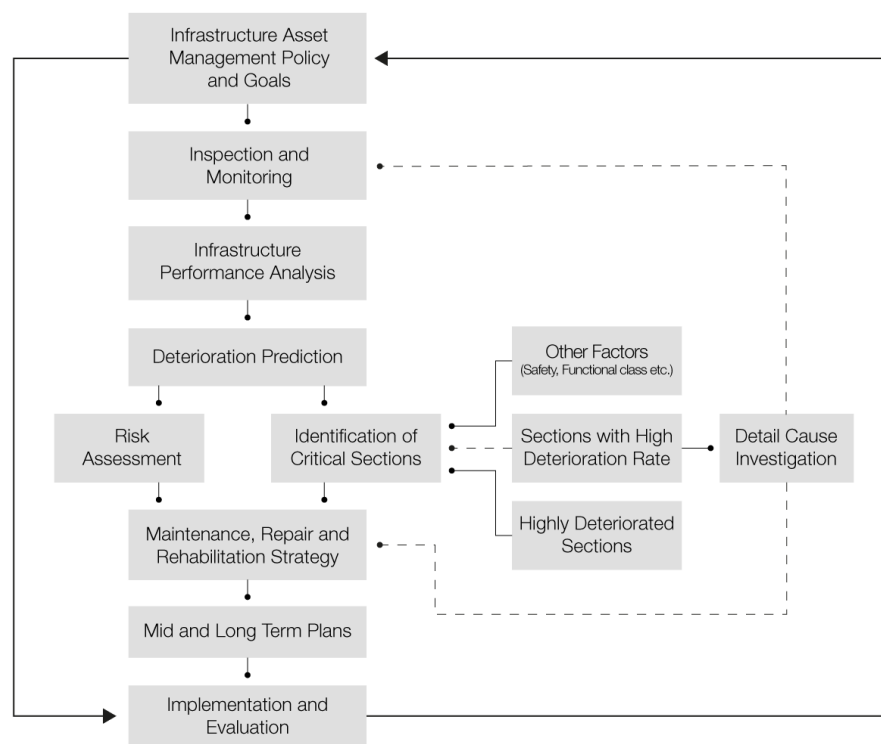 Infrastructure Asset
Management Policy
and Goals
Inspection and
Monitoring
Infrastructure
Performance Analysis
Deterioration Prediction
Other Factors
(Safety, Functional class etc.)
Risk
Assessment
Identification of
Critical Sections
Sections with High
Deterioration Rate
Detail Cause
Investigation
Highly Deteriorated
Sections
Maintenance, Repair and
Rehabilitation Strategy
Mid and Long Term Plans
Implementation and
Evaluation